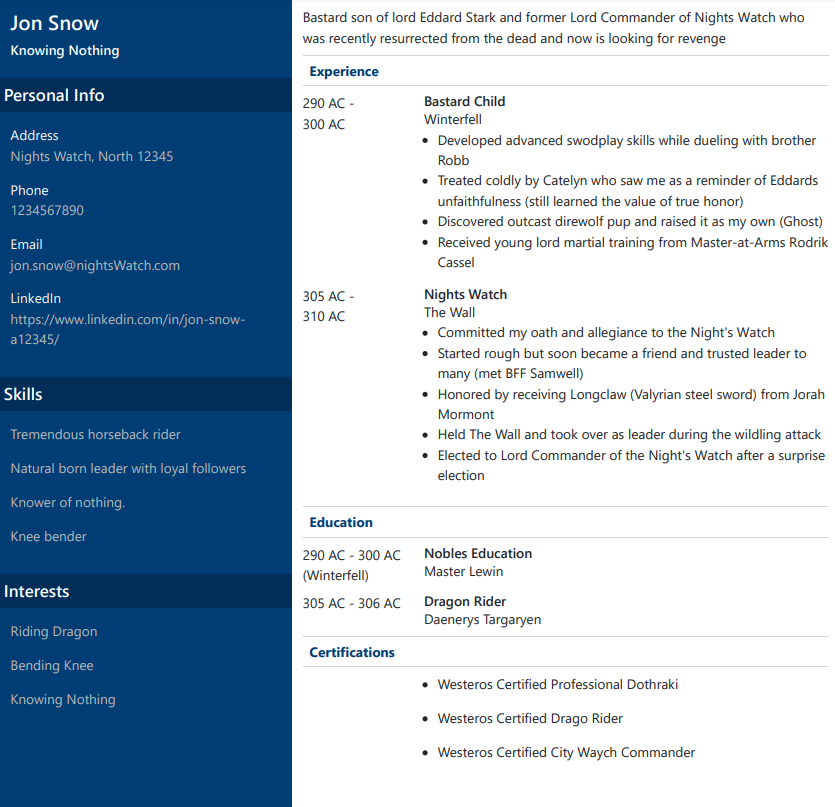 Jon Snow
Knowing Nothing
Personal Info
Address
Nights Watch, North 12345
Phone
1234567890
Email
jon.snow@nightsWatch.com
LinkedIn
https://www.linkedin.com/in/jon-snow-
a12345/
Skills
Tremendous horseback rider
Natural born leader with loyal followers
Knower of nothing.
Knee bender
Interests
Riding Dragon
Bending Knee
Knowing Nothing
Bastard son of lord Eddard Stark and former Lord Commander of Nights Watch who
was recently resurrected from the dead and now is looking for revenge
Experience
290 AC -
300 AC
Bastard Child
Winterfell
• Developed advanced swodplay skills while dueling with brother
Robb
• Treated coldly by Catelyn who saw me as a reminder of Eddards
unfaithfulness (still learned the value of true honor)
• Discovered outcast direwolf pup and raised it as my own (Ghost)
• Received young lord martial training from Master-at-Arms Rodrik
Cassel
305 AC -
310 AC
Nights Watch
The Wall
• Committed my oath and allegiance to the Night's Watch
• Started rough but soon became a friend and trusted leader to
many (met BFF Samwell)
• Honored by receiving Longclaw (Valyrian steel sword) from Jorah
Mormont
• Held The Wall and took over as leader during the wildling attack
• Elected to Lord Commander of the Night's Watch after a surprise
election
Education
290 AC - 300 AC
(Winterfell)
Nobles Education
Master Lewin
305 AC - 306 AC
Dragon Rider
Daenerys Targaryen
Certifications
• Westeros Certified Professional Dothraki
• Westeros Certified Drago Rider
• Westeros Certified City Waych Commander